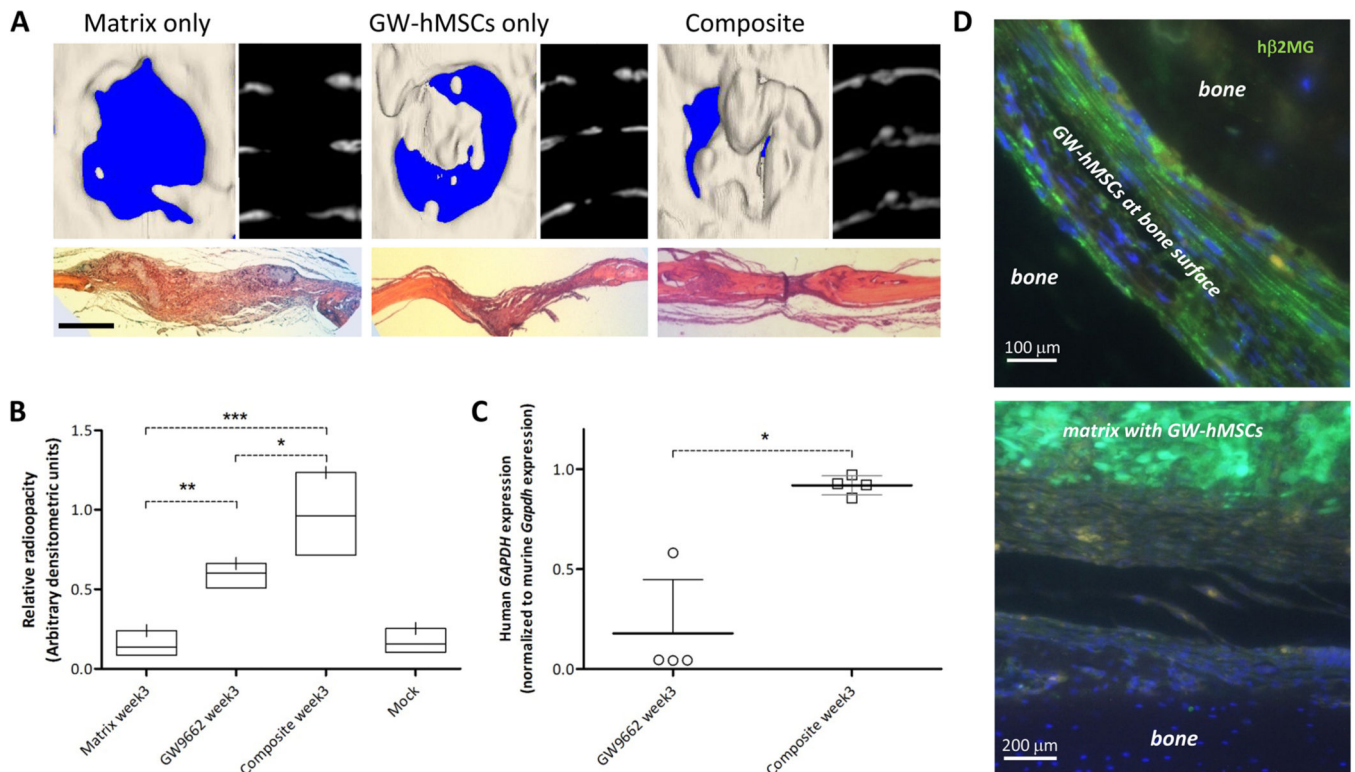 A
Matrix only
GW-hMSCs only
Composite
B
Relative radioopacity
(Arbitrary densitometric units)
1.5
1.0
0.5
0.0
***
*
**
Matrix week3
GW9662 week3
Composite week3
Mock
C
Human GAPDH expression
(normalized to murine Gapdh expression)
1.0
0.5
0.0
*
GW9662 week3
Composite week3
D
hβ2MG
bone
GW-hMSCs at bone surface
bone
100 μm
matrix with GW-hMSCs
bone
200 μm